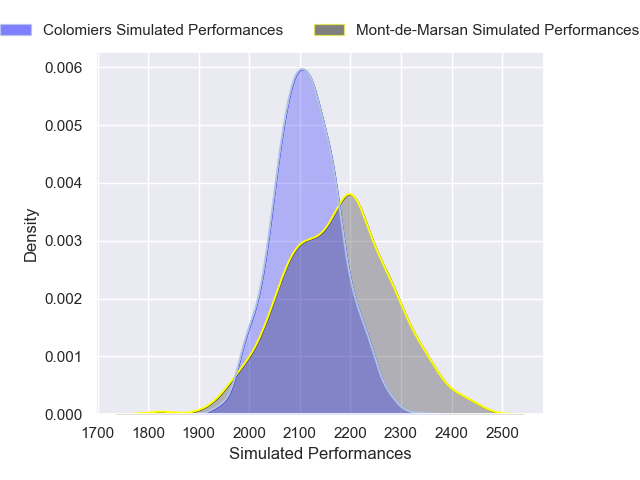 Colomiers Simulated Performances Mont-de-Marsan Simulated Performances
0.006
0.005
0.004
0.003
0.002
0.001
0.000
Density
1700 1800 1900 2000 2100 2200 2300 2400 2500
Simulated Performances